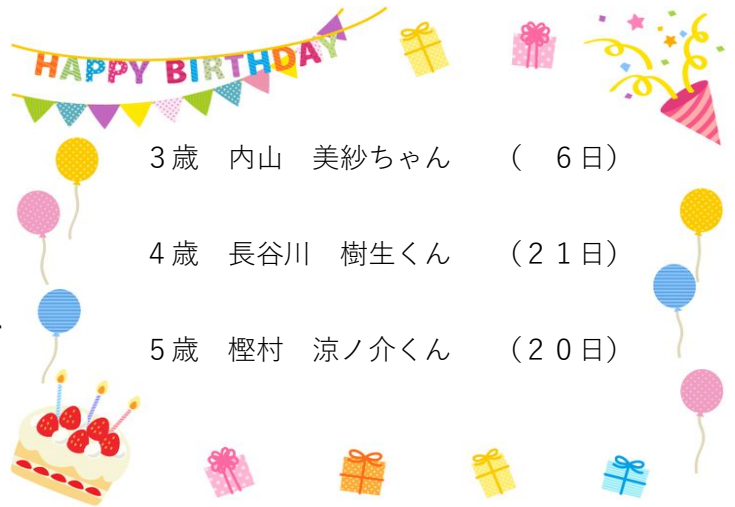 HAPPY BIRTHDAY
３歳　内山　美紗ちゃん　（　６日）
４歳　長谷川　樹生くん　（２１日）
５歳　樫村　涼ノ介くん　（２０日）